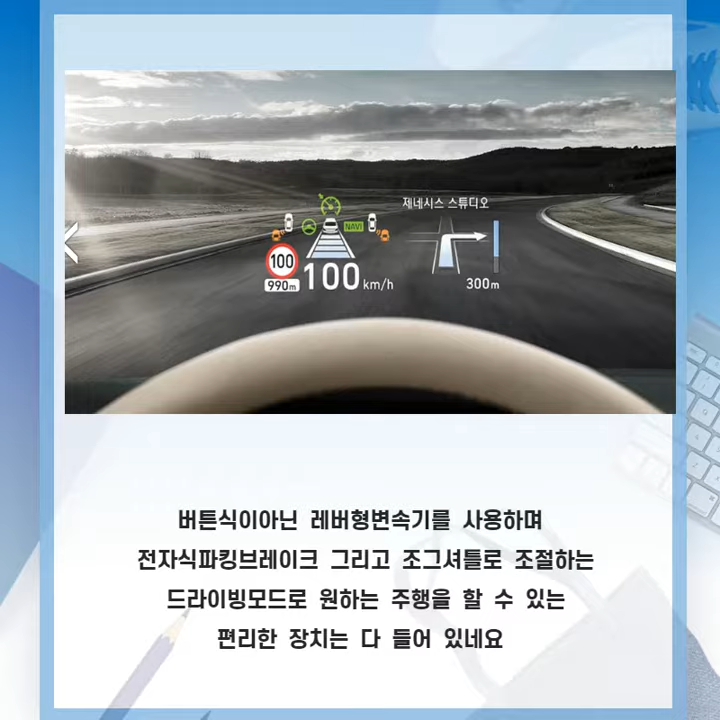 제네시스 스튜디오
NAVI
100
990m
100 km/h
300m
버튼식이아닌 레버형변속기를 사용하며
전자식파킹브레이크 그리고 조그셔틀로 조절하는
드라이빙모드로 원하는 주행을 할 수 있는
편리한 장치는 다 들어 있네요